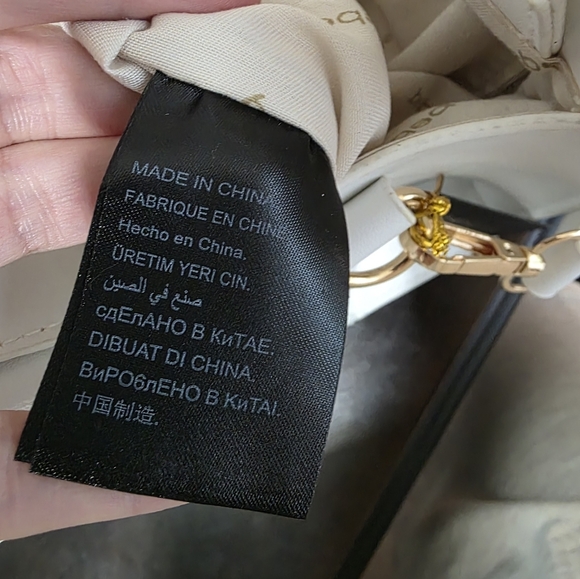 MADE IN CHINA
FABRIQUE EN CHINE
Hecho en China.
ÜRETIM YERI CIN.
صنع في الصين
сдЕлАНО В КиТАЕ.
DIBUAT DI CHINA.
ВиРОблЕНО В КиТАІ.
中国制造.